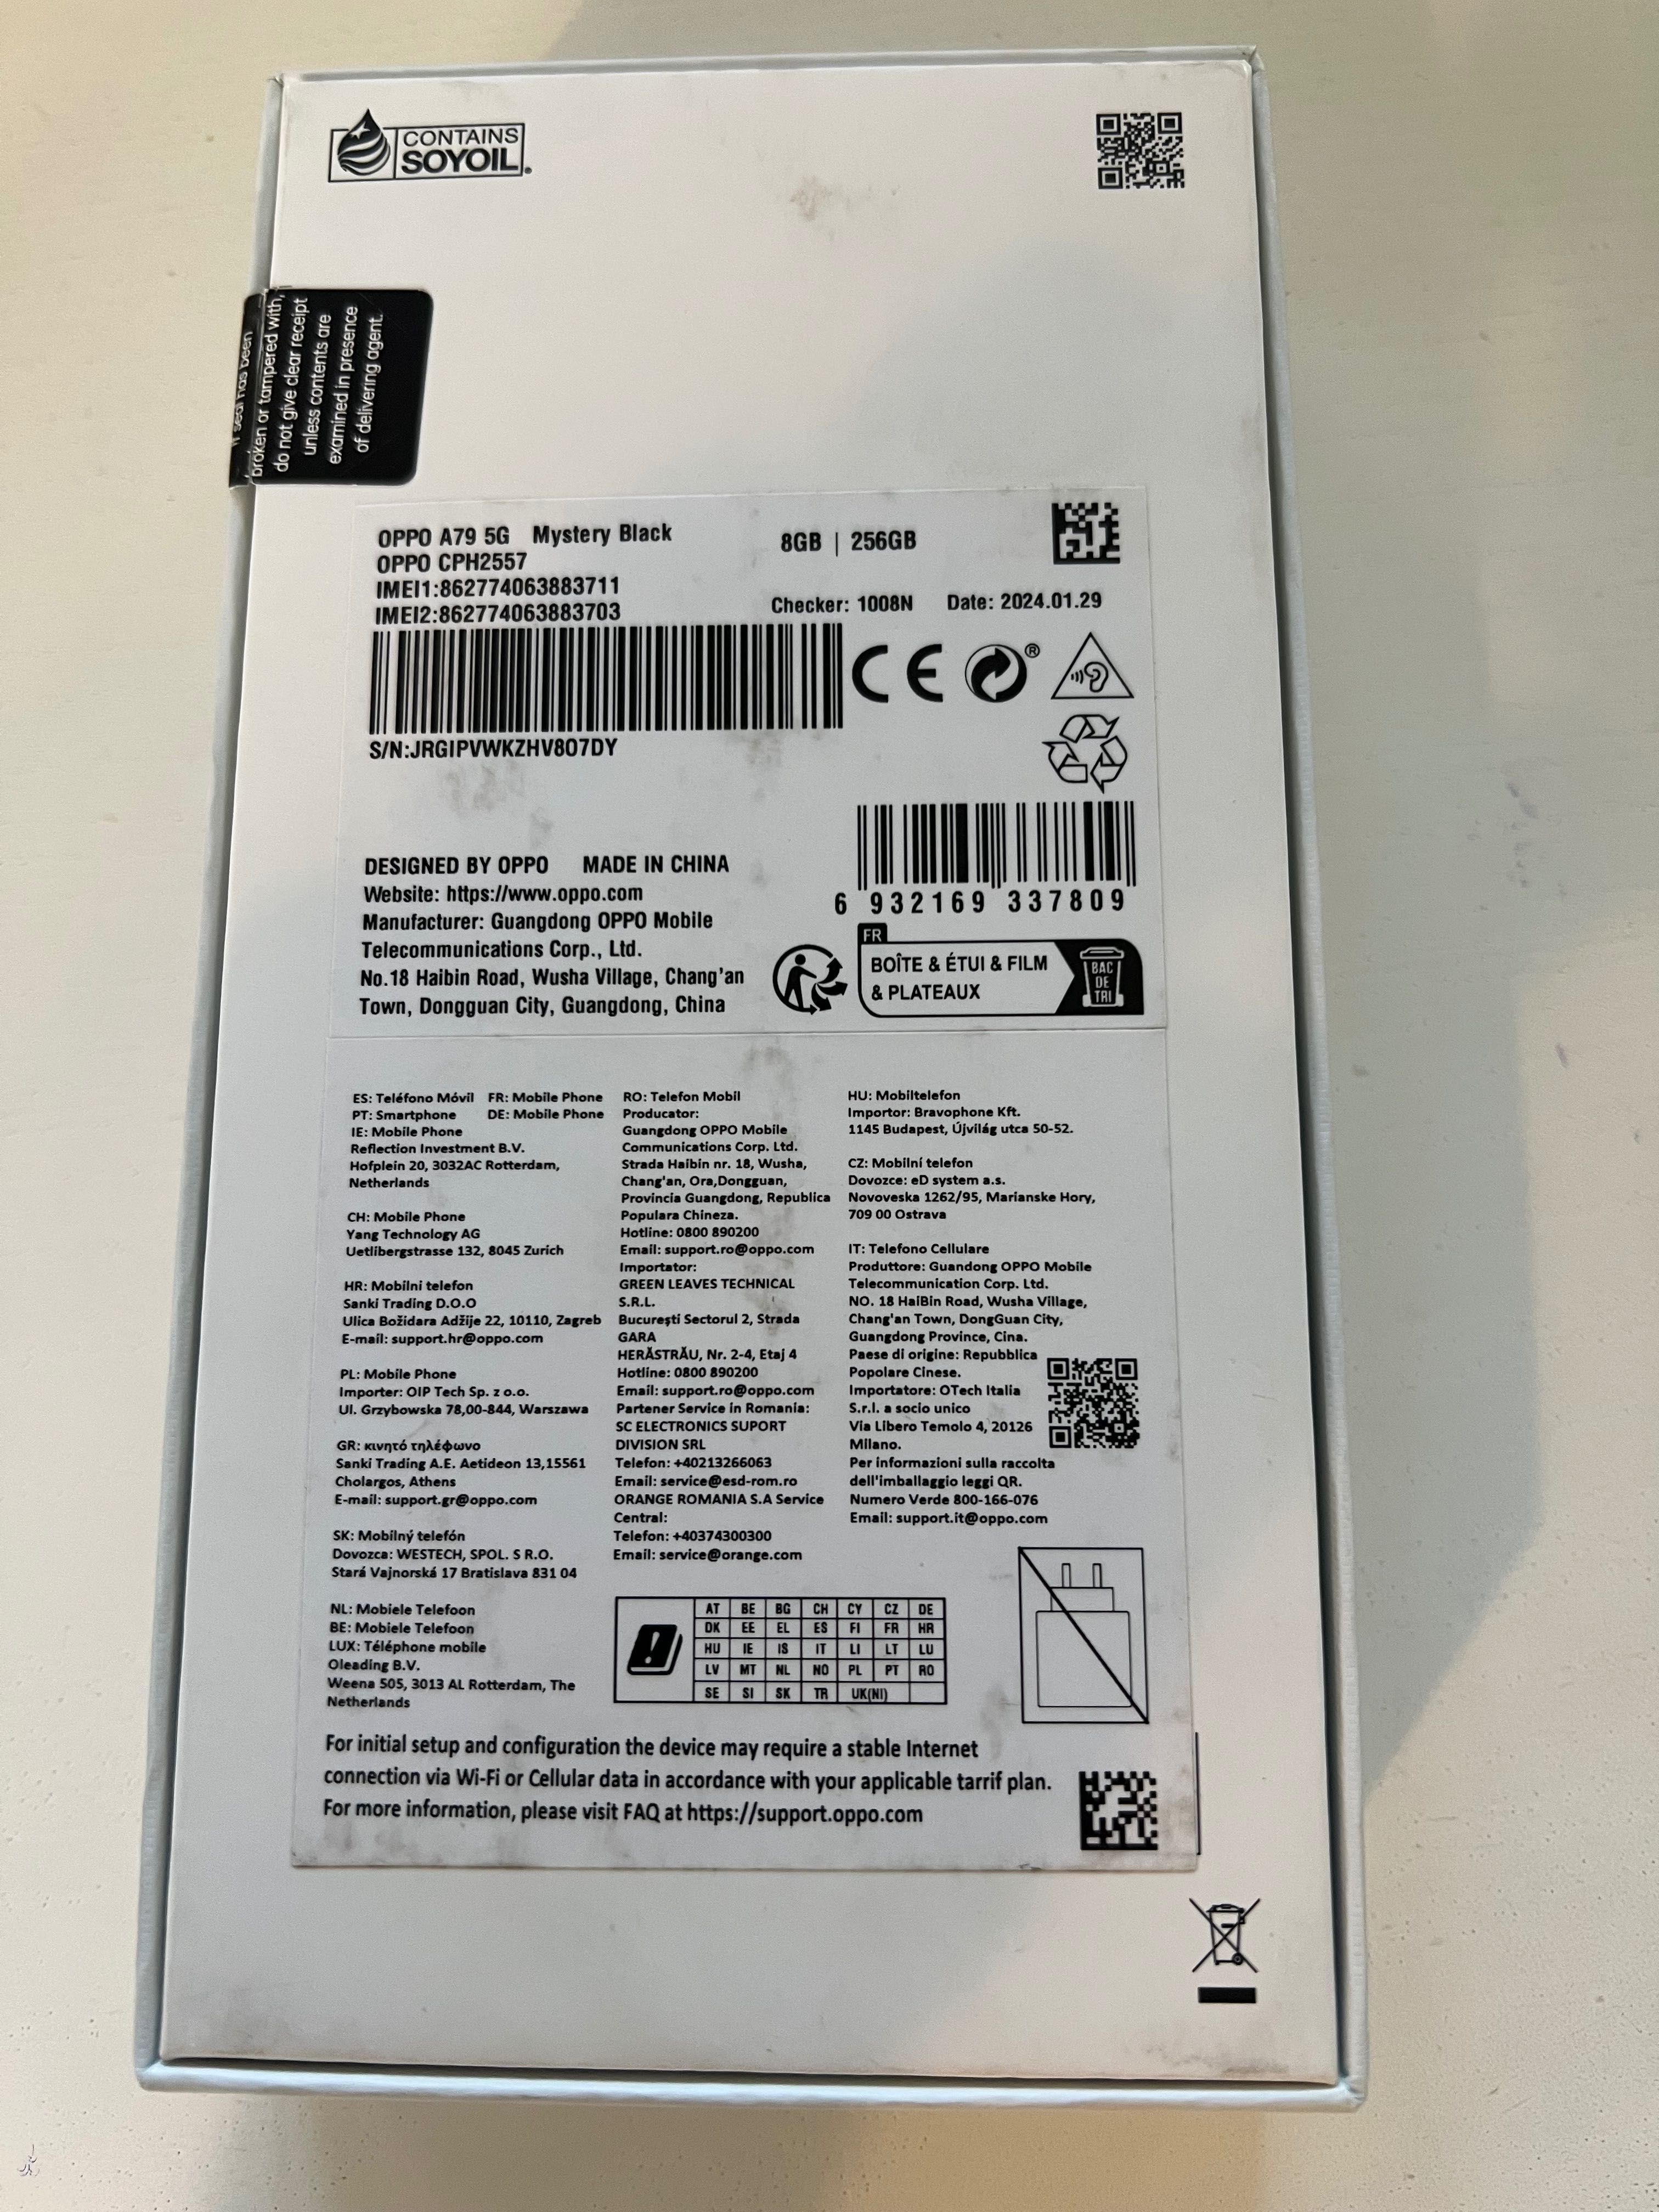 CONTAINS
SOYOIL
If seal has been
broken or tampered with,
do not give clear receipt
unless contents are
examined in presence
of delivering agent.
OPPO A79 5G Mystery Black 8GB | 256GB
OPPO CPH2557
IMEI1:862774063883711
IMEI2:862774063883703
Checker: 1008N Date: 2024.01.29
CE
S/N:JRGIPVWKZHV8O7DY
6 932169 337809
DESIGNED BY OPPO MADE IN CHINA
Website: https://www.oppo.com
Manufacturer: Guangdong OPPO Mobile
Telecommunications Corp., Ltd.
No.18 Haibin Road, Wusha Village, Chang'an
Town, Dongguan City, Guangdong, China
FR
BOÎTE & ÉTUI & FILM
& PLATEAUX
BAC
DE
TRI
ES: Teléfono Móvil FR: Mobile Phone
PT: Smartphone DE: Mobile Phone
IE: Mobile Phone
Reflection Investment B.V.
Hofplein 20, 3032AC Rotterdam,
Netherlands
CH: Mobile Phone
Yang Technology AG
Uetlibergstrasse 132, 8045 Zurich
HR: Mobilni telefon
Sanki Trading D.O.O
Ulica Božidara Adžije 22, 10110, Zagreb
E-mail: support.hr@oppo.com
PL: Mobile Phone
Importer: OIP Tech Sp. z o.o.
Ul. Grzybowska 78,00-844, Warszawa
GR: κινητό τηλέφωνο
Sanki Trading A.E. Aetideon 13,15561
Cholargos, Athens
E-mail: support.gr@oppo.com
SK: Mobilný telefón
Dovozca: WESTECH, SPOL. S R.O.
Stará Vajnorská 17 Bratislava 831 04
NL: Mobiele Telefoon
BE: Mobiele Telefoon
LUX: Téléphone mobile
Oleading B.V.
Weena 505, 3013 AL Rotterdam, The
Netherlands
RO: Telefon Mobil
Producator:
Guangdong OPPO Mobile
Communications Corp. Ltd.
Strada Haibin nr. 18, Wusha,
Chang'an, Ora,Dongguan,
Provincia Guangdong, Republica
Populara Chineza.
Hotline: 0800 890200
Email: support.ro@oppo.com
Importator:
GREEN LEAVES TECHNICAL
S.R.L.
București Sectorul 2, Strada
GARA
HERĂSTRĂU, Nr. 2-4, Etaj 4
Hotline: 0800 890200
Email: support.ro@oppo.com
Partener Service in Romania:
SC ELECTRONICS SUPORT
DIVISION SRL
Telefon: +40213266063
Email: service@esd-rom.ro
ORANGE ROMANIA S.A Service
Central:
Telefon: +40374300300
Email: service@orange.com
HU: Mobiltelefon
Importor: Bravophone Kft.
1145 Budapest, Újvilág utca 50-52.
CZ: Mobilní telefon
Dovozce: eD system a.s.
Novoveska 1262/95, Marianske Hory,
709 00 Ostrava
IT: Telefono Cellulare
Produttore: Guandong OPPO Mobile
Telecommunication Corp. Ltd.
NO. 18 HaiBin Road, Wusha Village,
Chang'an Town, DongGuan City,
Guangdong Province, Cina.
Paese di origine: Repubblica
Popolare Cinese.
Importatore: OTech Italia
S.r.l. a socio unico
Via Libero Temolo 4, 20126
Milano.
Per informazioni sulla raccolta
dell'imballaggio leggi QR.
Numero Verde 800-166-076
Email: support.it@oppo.com
AT BE BG CH CY CZ DE
DK EE EL ES FI FR HR
HU IE IS IT LI LT LU
LV MT NL NO PL PT RO
SE SI SK TR UK(NI)
For initial setup and configuration the device may require a stable Internet
connection via Wi-Fi or Cellular data in accordance with your applicable tarrif plan.
For more information, please visit FAQ at https://support.oppo.com